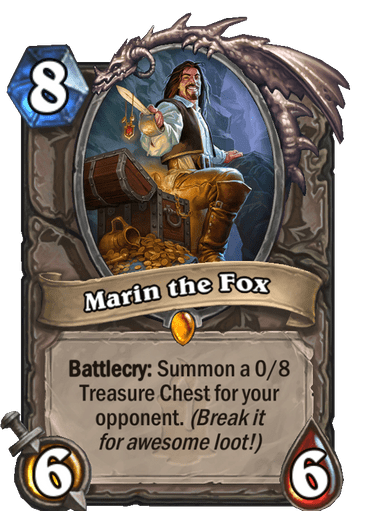 8
Marin the Fox
Battlecry: Summon a 0/8
Treasure Chest for your
opponent. (Break it
for awesome loot!)
6
6